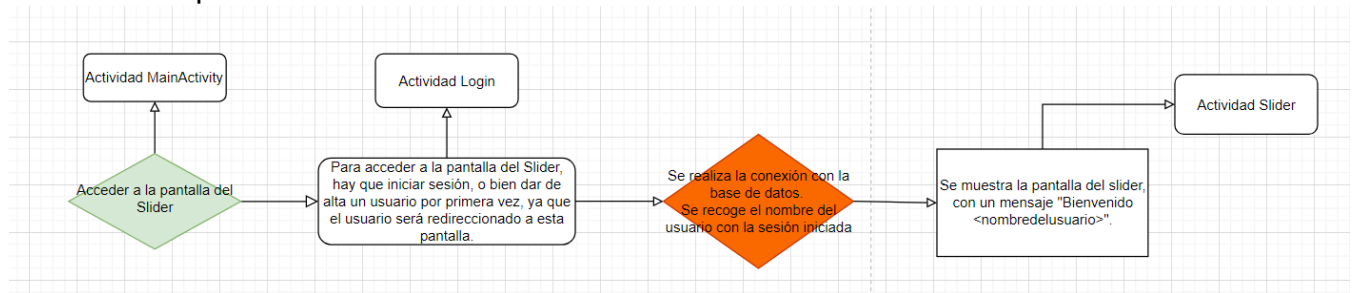 Actividad MainActivity
Actividad Login
Actividad Slider
Acceder a la pantalla del
Slider
Para acceder a la pantalla del Slider,
hay que iniciar sesión, o bien dar de
alta un usuario por primera vez, ya que
el usuario será redireccionado a esta
pantalla.
Se realiza la conexión con la
base de datos.
Se recoge el nombre del
usuario con la sesión iniciada
Se muestra la pantalla del slider,
con un mensaje "Bienvenido
<nombredelusuario>".